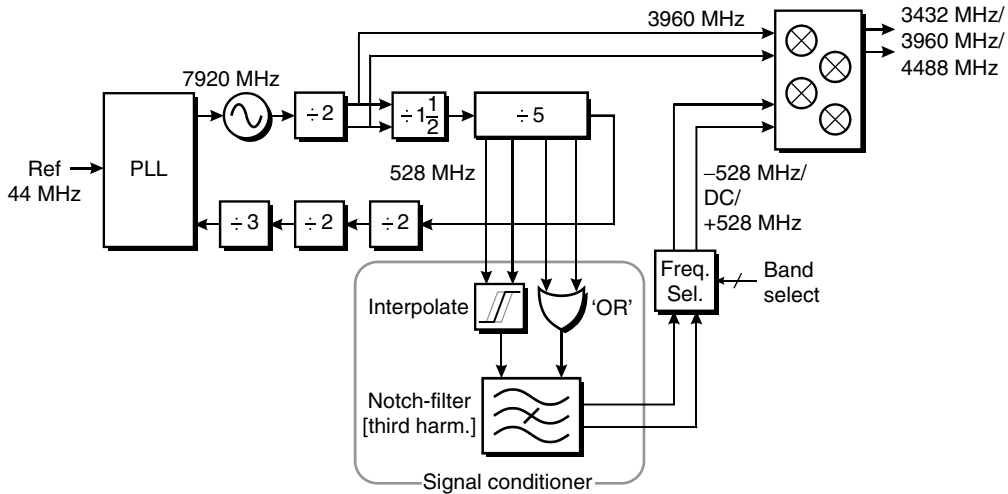 3960 MHz
3432 MHz/
3960 MHz/
4488 MHz
7920 MHz
Ref
44 MHz
PLL
÷2
÷1 1/2
÷5
528 MHz
−528 MHz/
DC/
+528 MHz
÷3
÷2
÷2
Freq.
Sel.
Band
select
Interpolate
'OR'
Notch-filter
[third harm.]
Signal conditioner